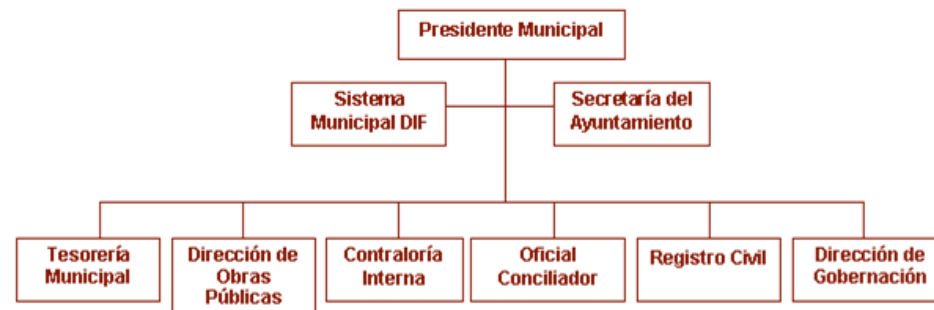 Presidente Municipal
Sistema
Municipal DIF
Secretaría del
Ayuntamiento
Tesorería
Municipal
Dirección de
Obras
Públicas
Contraloría
Interna
Oficial
Conciliador
Registro Civil
Dirección de
Gobernación